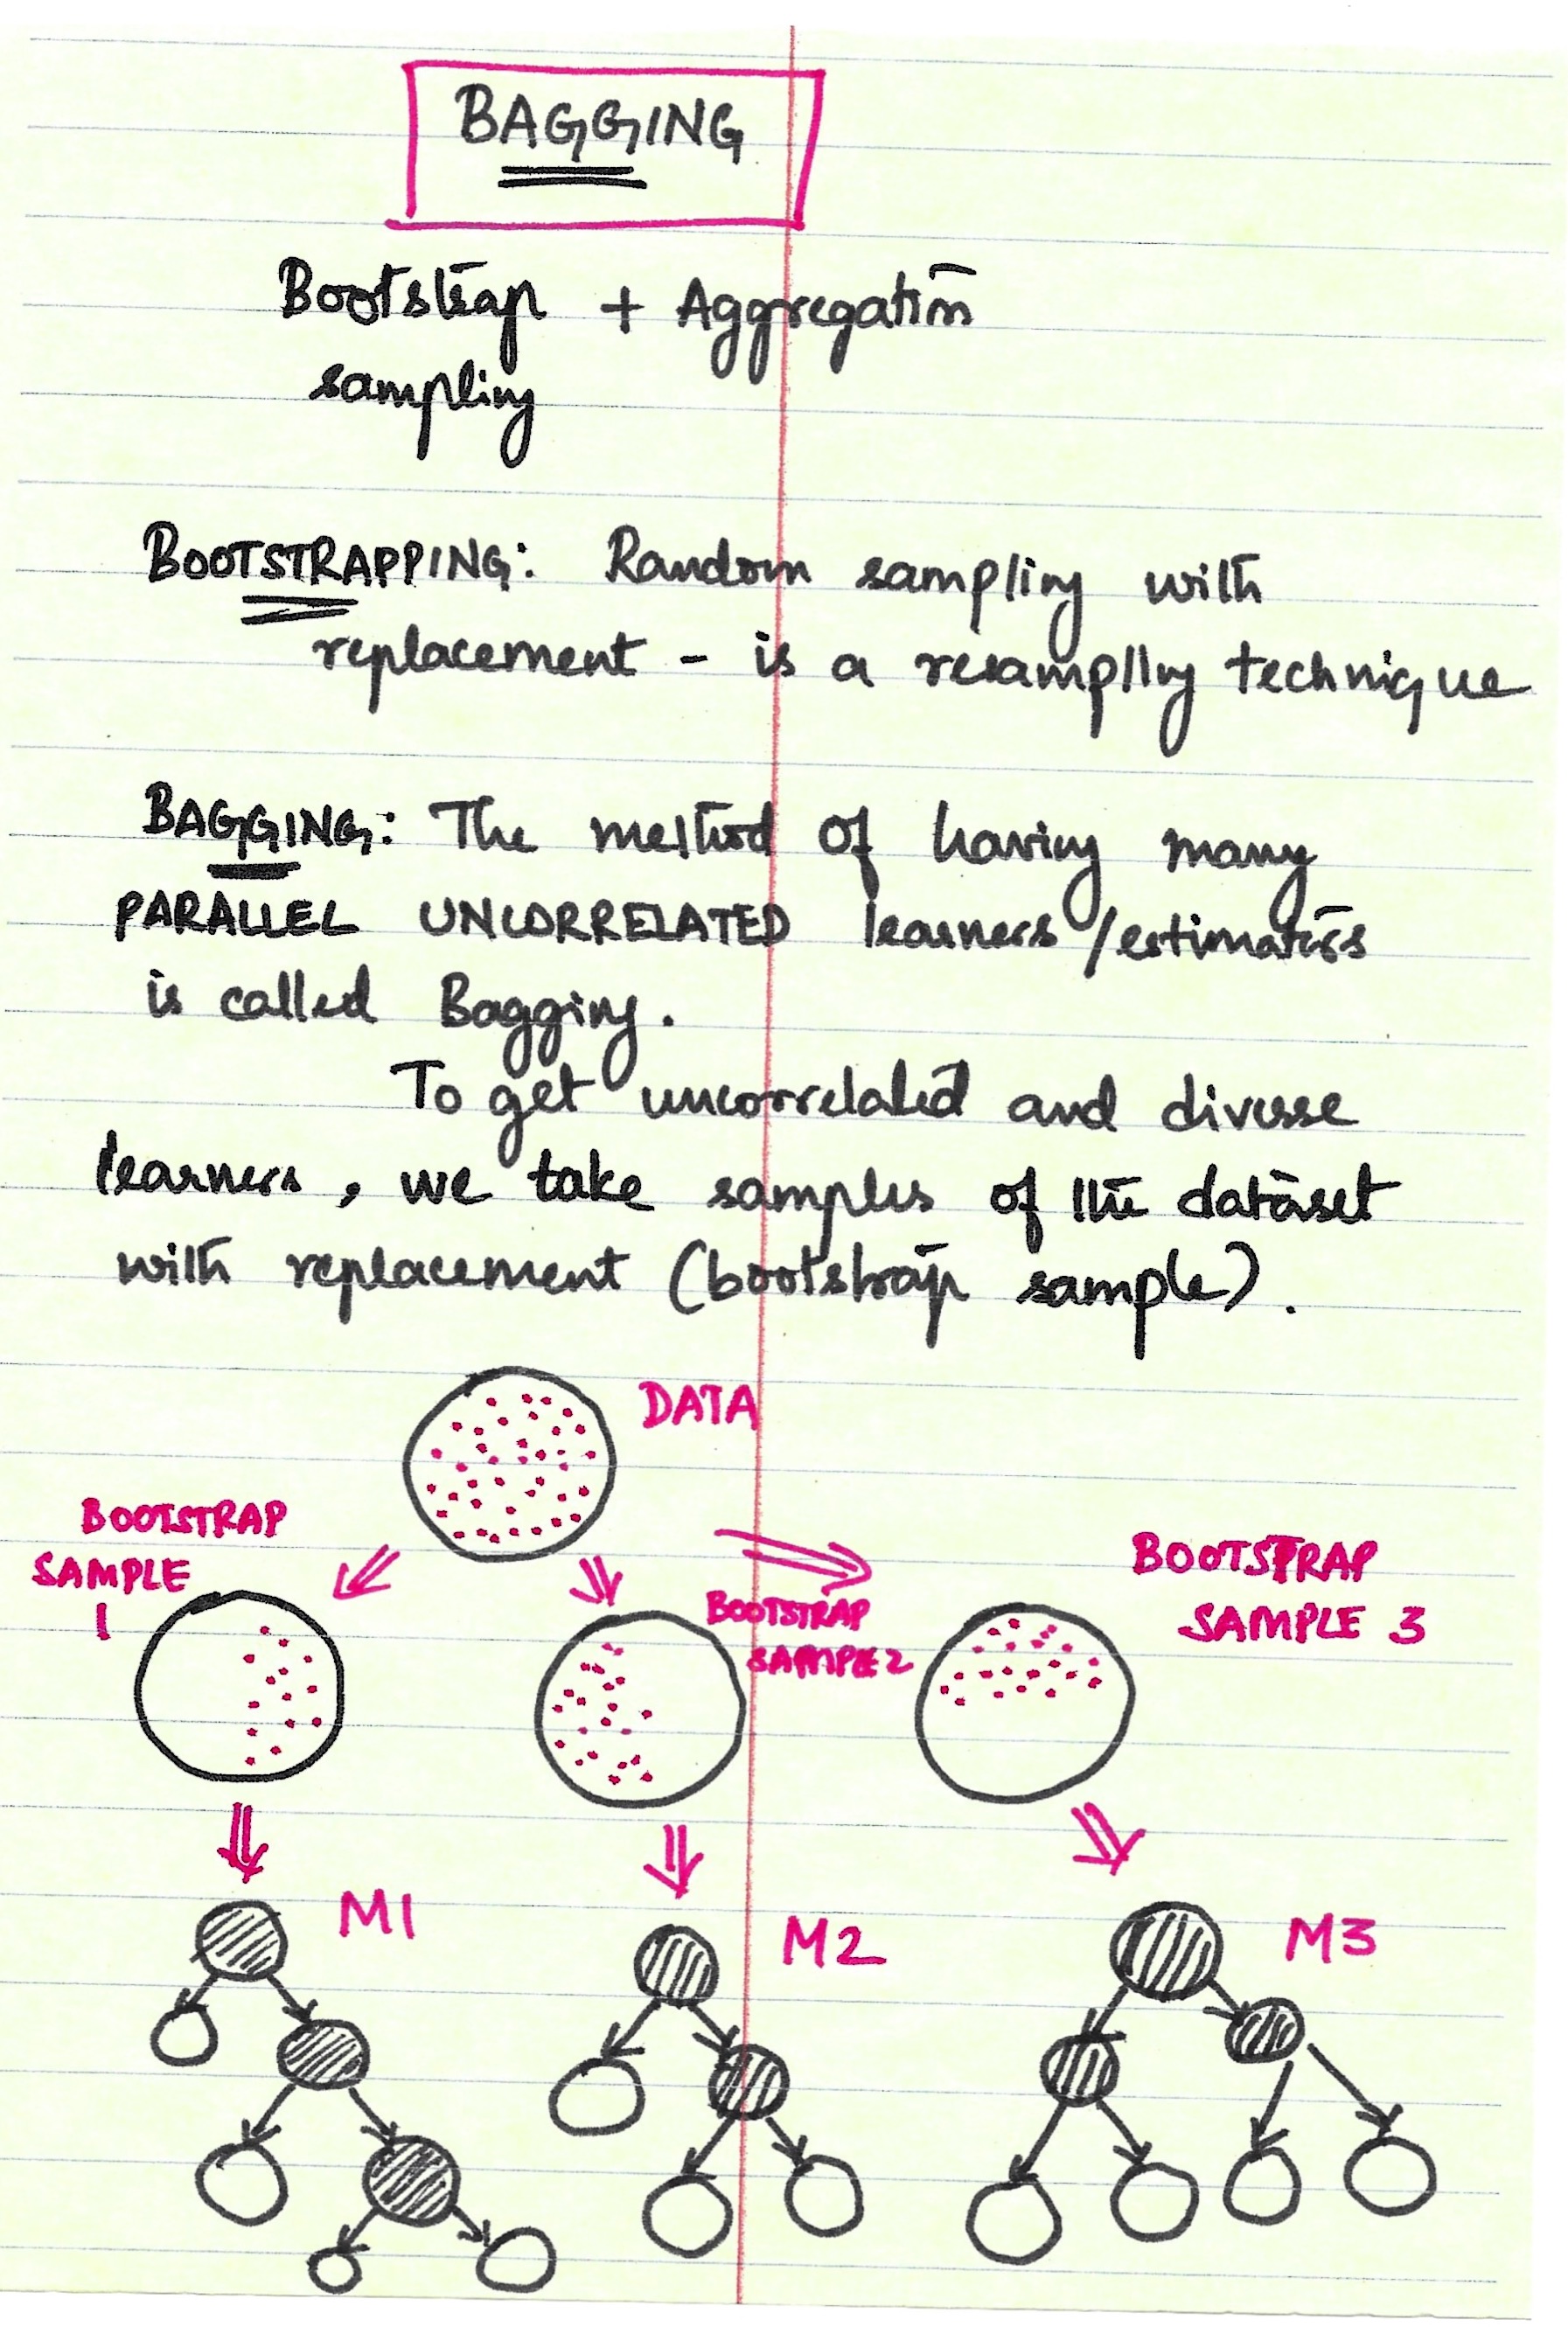 BAGGING
Bootstrap + Aggregation
sampling
BOOTSTRAPPING: Random sampling with
replacement - is a resampling technique
BAGGING: The method of having many
PARALLEL UNCORRELATED learners/estimators
is called Bagging.
To get uncorrelated and diverse
learners, we take samples of the dataset
with replacement (bootstrap sample).
DATA
BOOTSTRAP
SAMPLE
1
BOOTSTRAP
SAMPLE 2
BOOTSTRAP
SAMPLE 3
M1
M2
M3